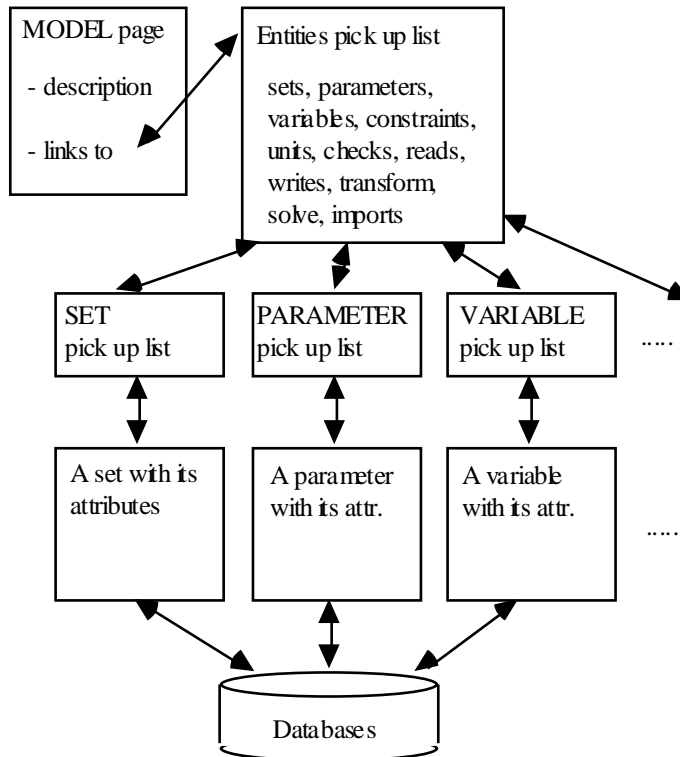 MODEL page
- description
- links to
Entities pick up list
sets, parameters,
variables, constraints,
units, checks, reads,
writes, transform,
solve, imports
SET
pick up list
PARAMETER
pick up list
VARIABLE
pick up list
.....
A set with its
attributes
A parameter
with its attr.
A variable
with its attr.
.....
Databases